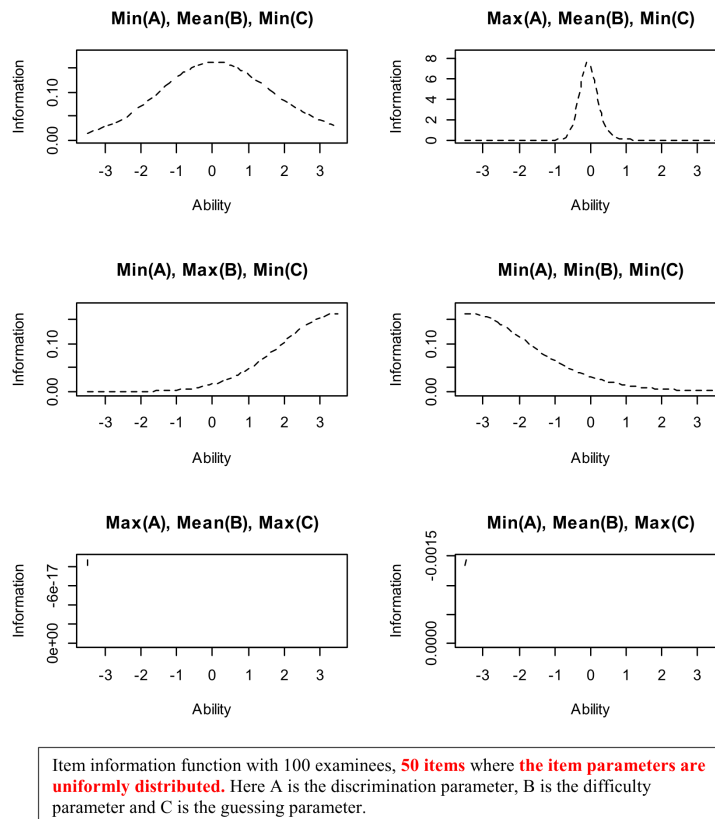 Min(A), Mean(B), Min(C)
Information
0.00 0.10
-3 -2 -1 0 1 2 3
Ability
Max(A), Mean(B), Min(C)
Information
0 2 4 6 8
-3 -2 -1 0 1 2 3
Ability
Min(A), Max(B), Min(C)
Information
0.00 0.10
-3 -2 -1 0 1 2 3
Ability
Min(A), Min(B), Min(C)
Information
0.00 0.10
-3 -2 -1 0 1 2 3
Ability
Max(A), Mean(B), Max(C)
Information
0e+00 -6e-17
-3 -2 -1 0 1 2 3
Ability
Min(A), Mean(B), Max(C)
Information
0.0000 -0.0015
-3 -2 -1 0 1 2 3
Ability
Item information function with 100 examinees, 50 items where the item parameters are
uniformly distributed. Here A is the discrimination parameter, B is the difficulty
parameter and C is the guessing parameter.